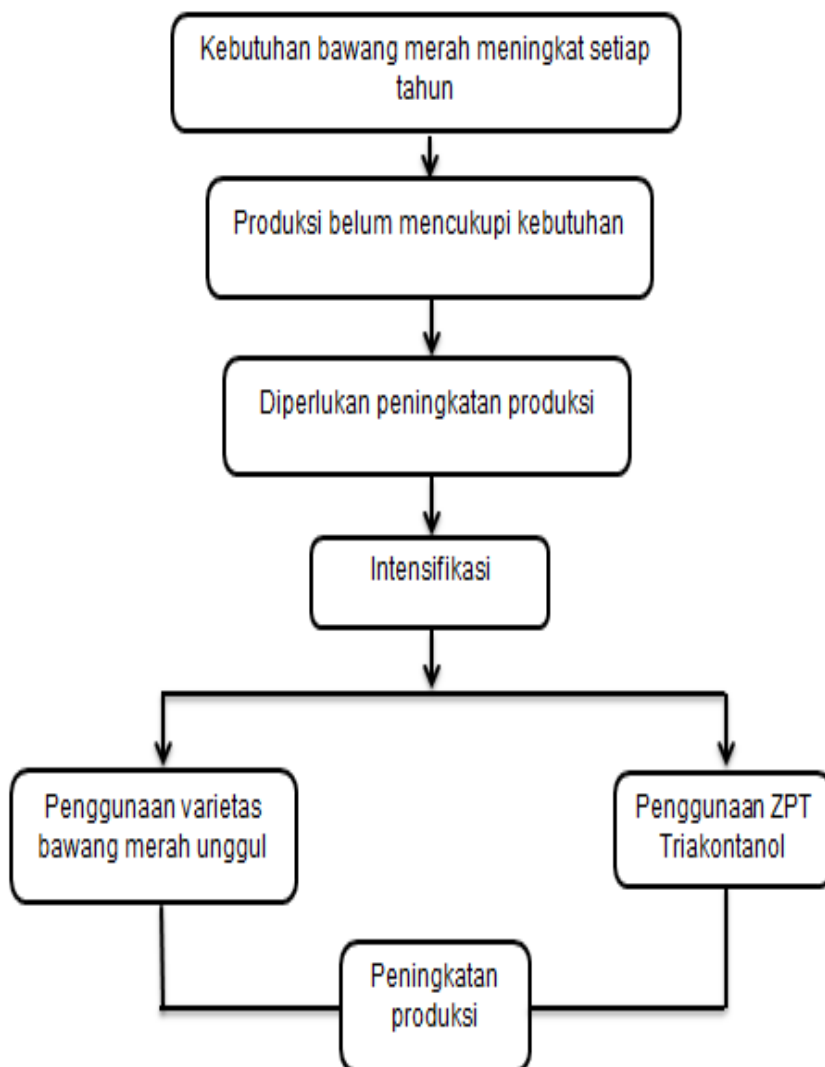 Kebutuhan bawang merah meningkat setiap
tahun
Produksi belum mencukupi kebutuhan
Diperlukan peningkatan produksi
Intensifikasi
Penggunaan varietas
bawang merah unggul
Penggunaan ZPT
Triakontanol
Peningkatan
produksi